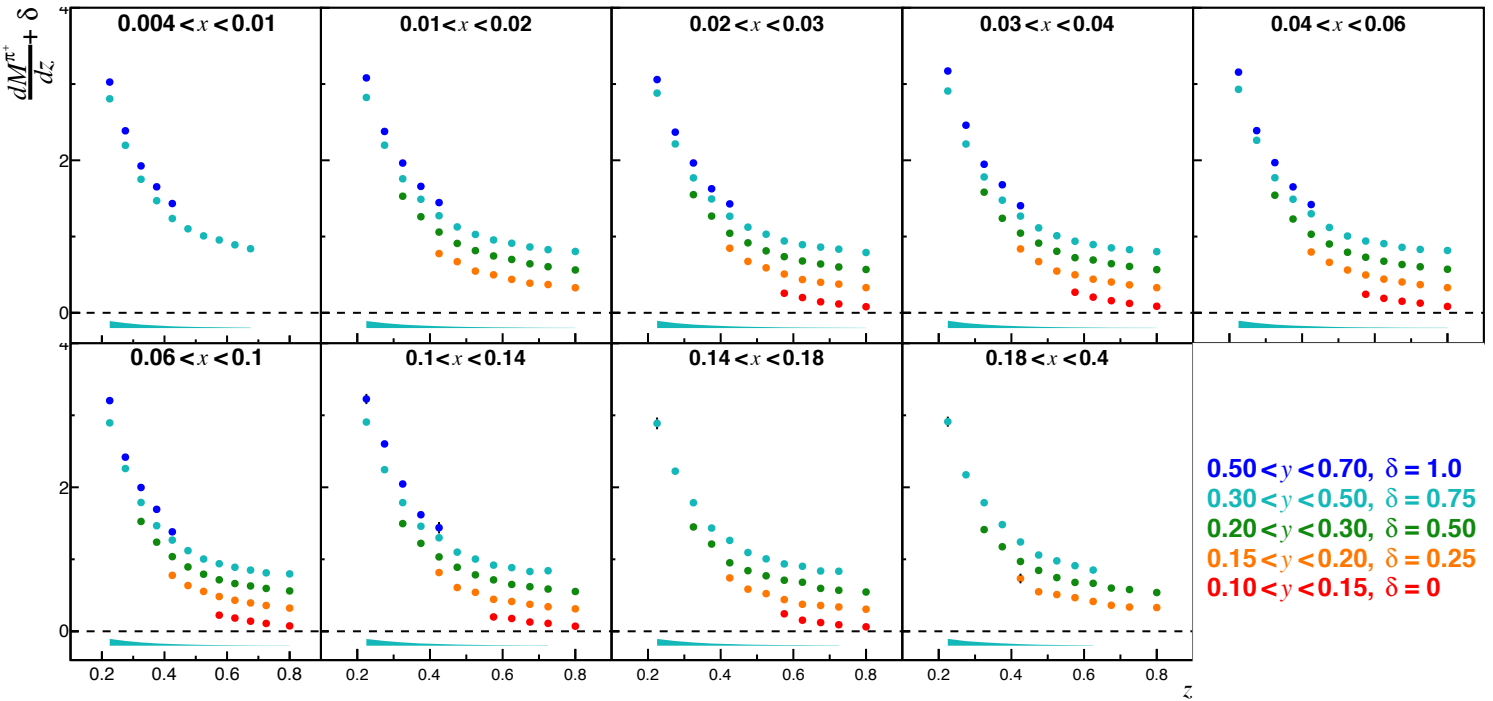 dM^π⁺/dz + δ
4
0.004 < x < 0.01
0.01 < x < 0.02
0.02 < x < 0.03
0.03 < x < 0.04
0.04 < x < 0.06
2
0
4
0.06 < x < 0.1
0.1 < x < 0.14
0.14 < x < 0.18
0.18 < x < 0.4
2
0
0.50 < y < 0.70, δ = 1.0
0.30 < y < 0.50, δ = 0.75
0.20 < y < 0.30, δ = 0.50
0.15 < y < 0.20, δ = 0.25
0.10 < y < 0.15, δ = 0
0.2 0.4 0.6 0.8 0.2 0.4 0.6 0.8 0.2 0.4 0.6 0.8 0.2 0.4 0.6 0.8
z